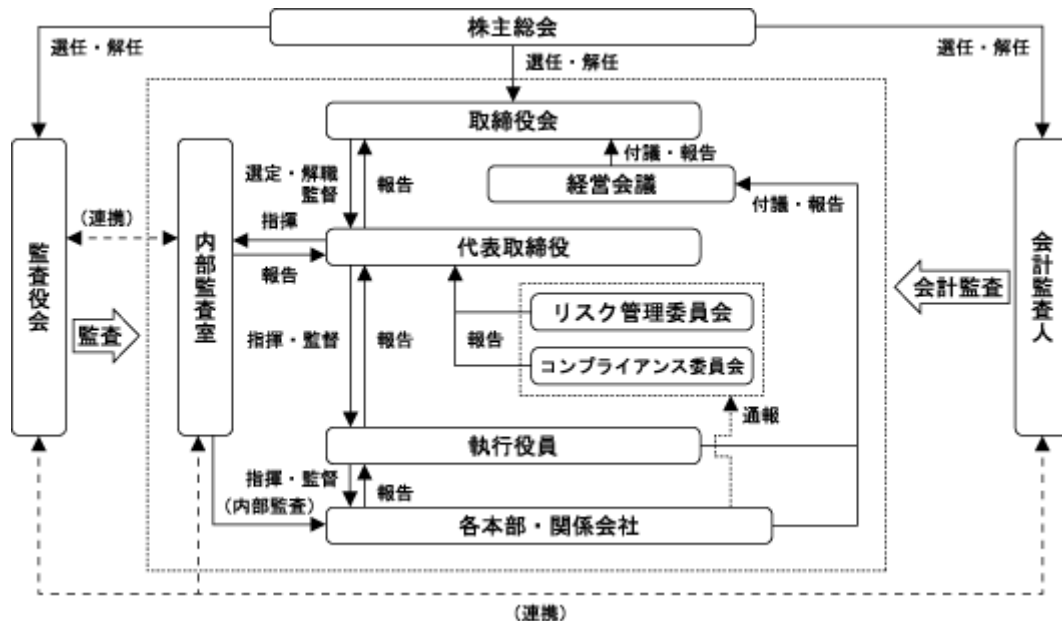 株主総会
選任・解任
選任・解任
選任・解任
取締役会
選定・解職
監督
報告
付議・報告
経営会議
付議・報告
(連携)
指揮
報告
代表取締役
監査役会
内部監査室
会計監査人
監査
会計監査
指揮・監督
報告
報告
リスク管理委員会
コンプライアンス委員会
通報
執行役員
指揮・監督
報告
(内部監査)
各本部・関係会社
(連携)